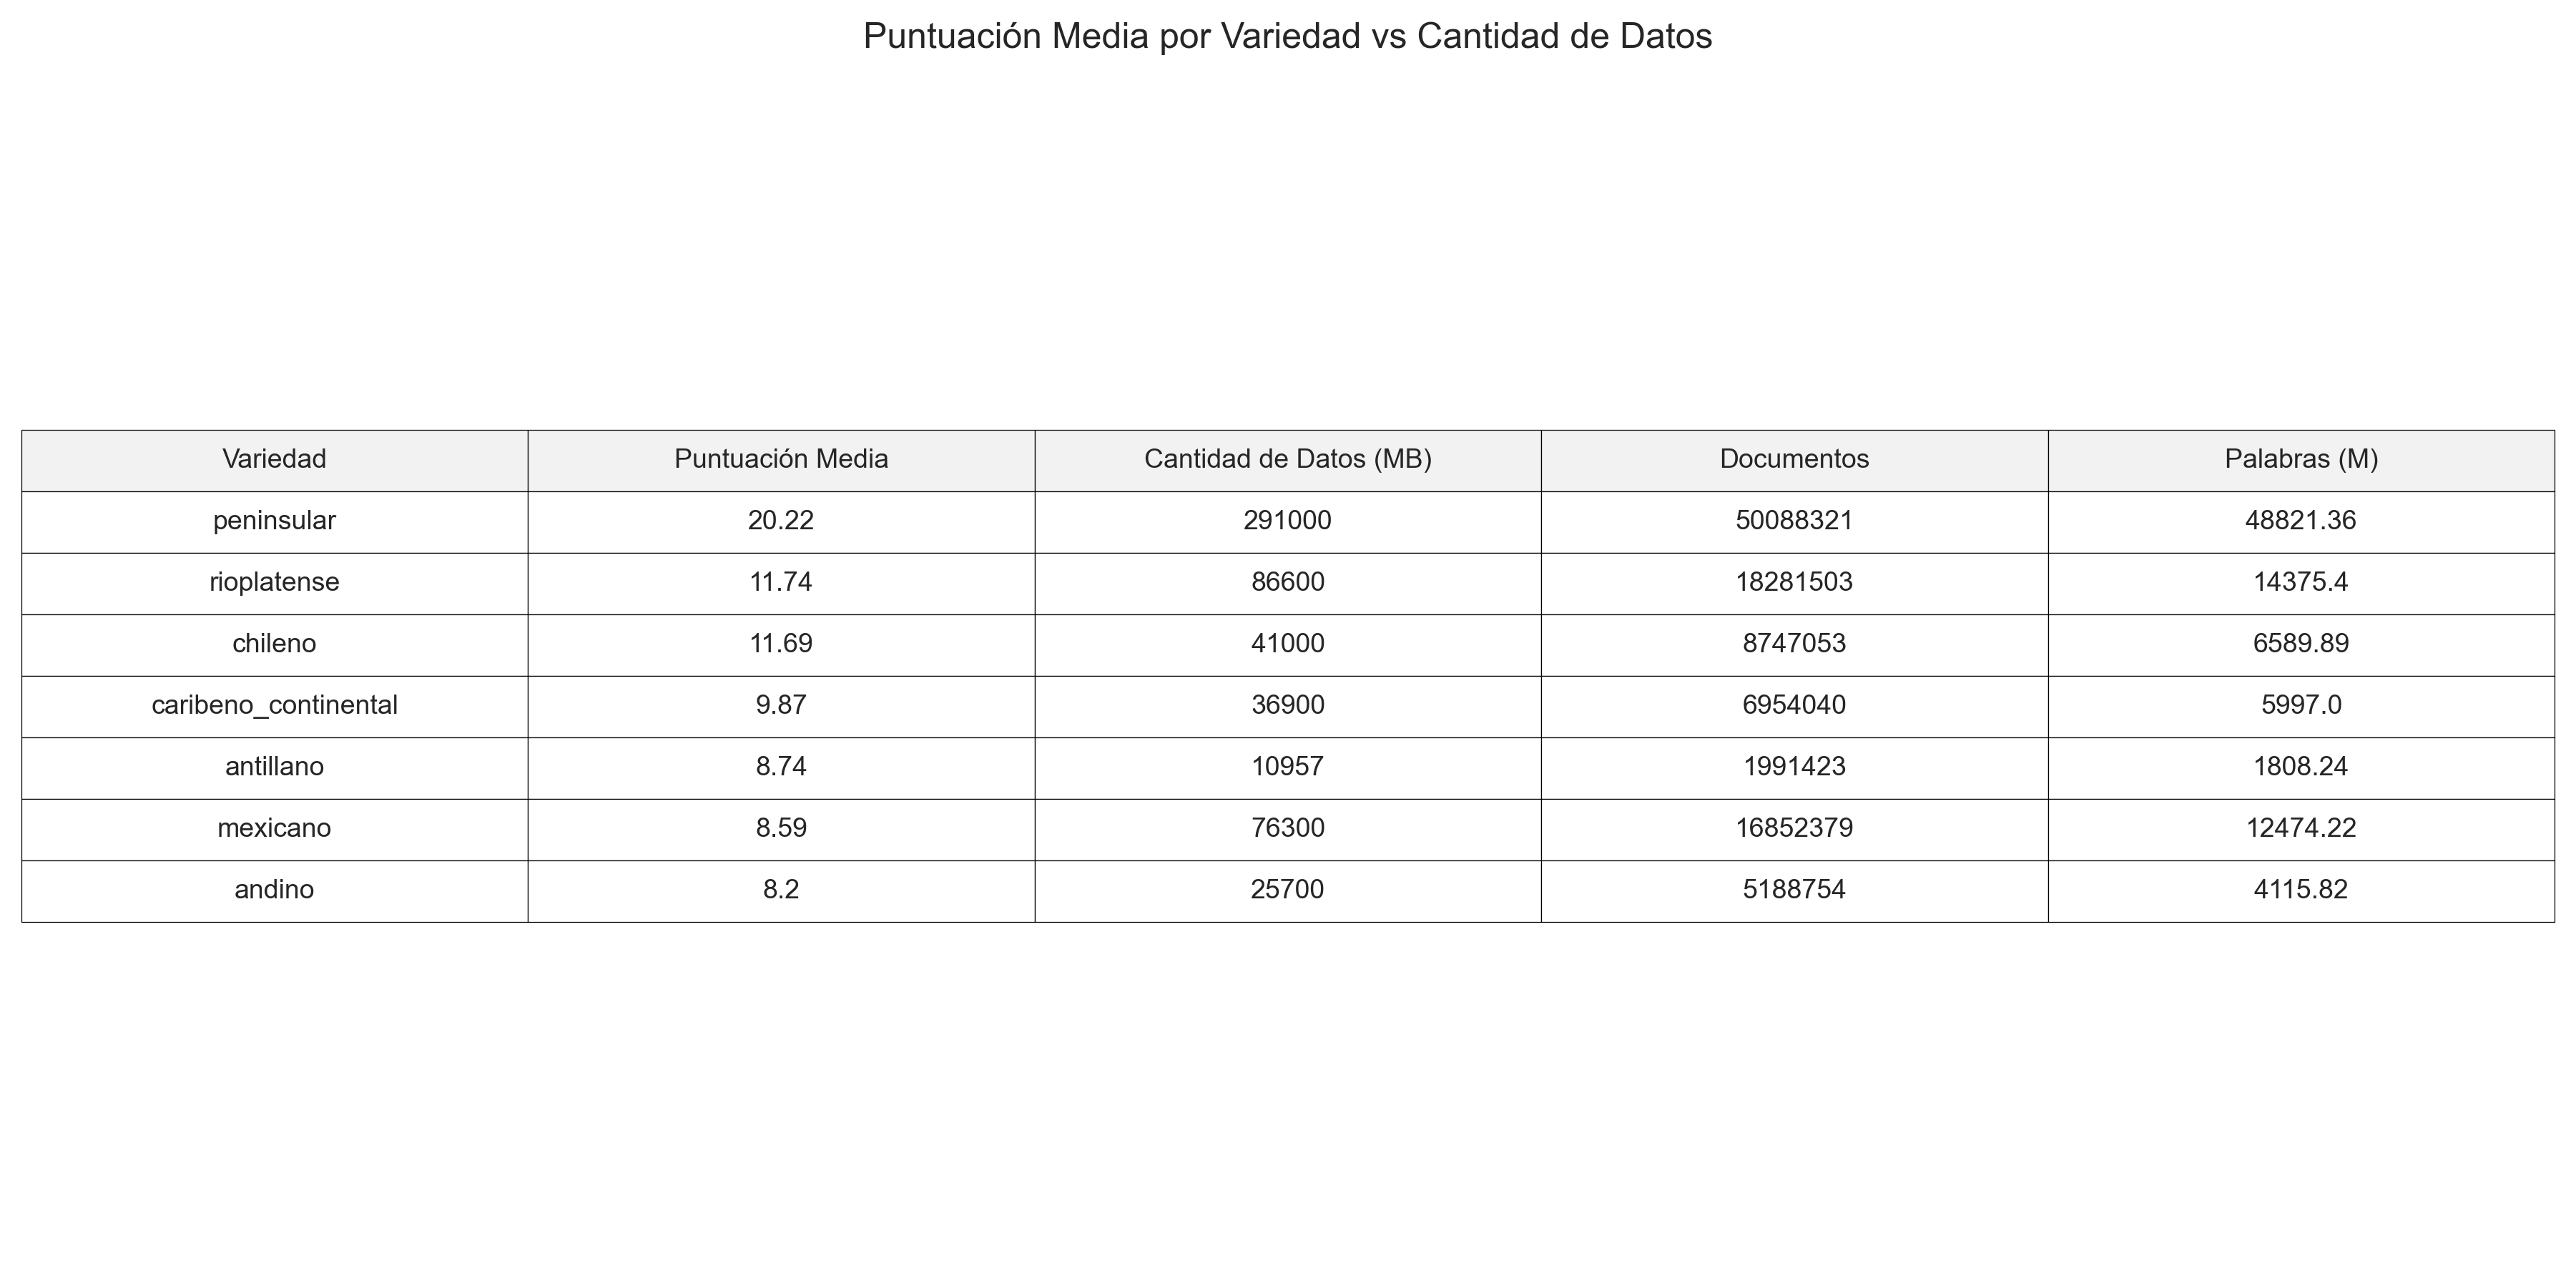 Puntuación Media por Variedad vs Cantidad de Datos
Variedad Puntuación Media Cantidad de Datos (MB) Documentos Palabras (M)
peninsular 20.22 291000 50088321 48821.36
rioplatense 11.74 86600 18281503 14375.4
chileno 11.69 41000 8747053 6589.89
caribeno_continental 9.87 36900 6954040 5997.0
antillano 8.74 10957 1991423 1808.24
mexicano 8.59 76300 16852379 12474.22
andino 8.2 25700 5188754 4115.82